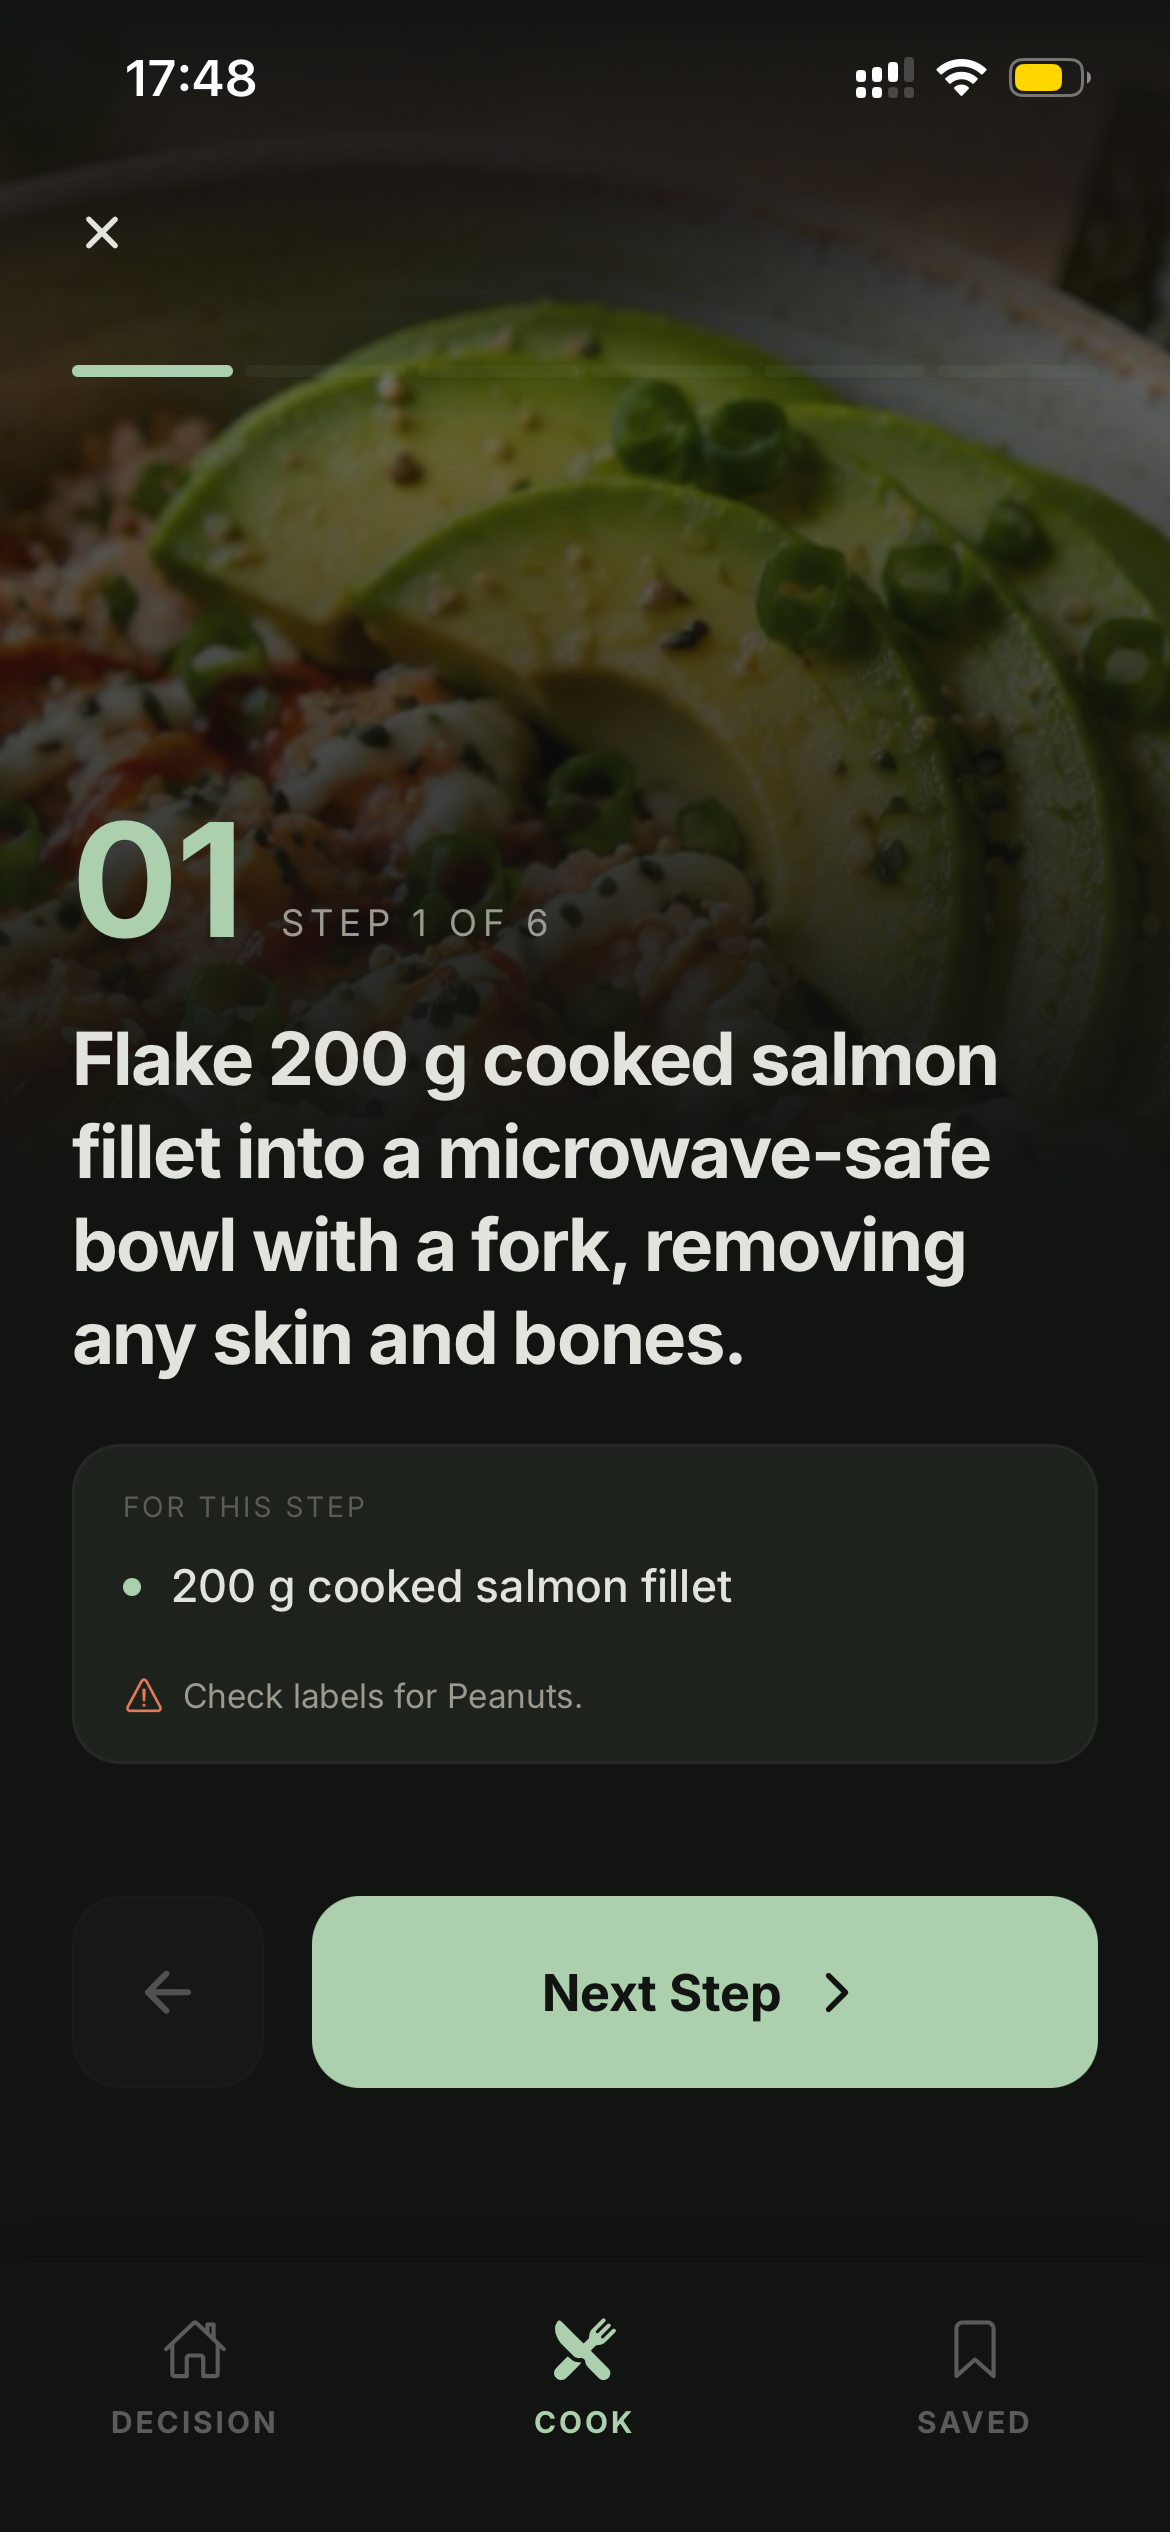 17:48
01 STEP 1 OF 6
Flake 200 g cooked salmon
fillet into a microwave-safe
bowl with a fork, removing
any skin and bones.
FOR THIS STEP
200 g cooked salmon fillet
Check labels for Peanuts.
Next Step
DECISION
COOK
SAVED